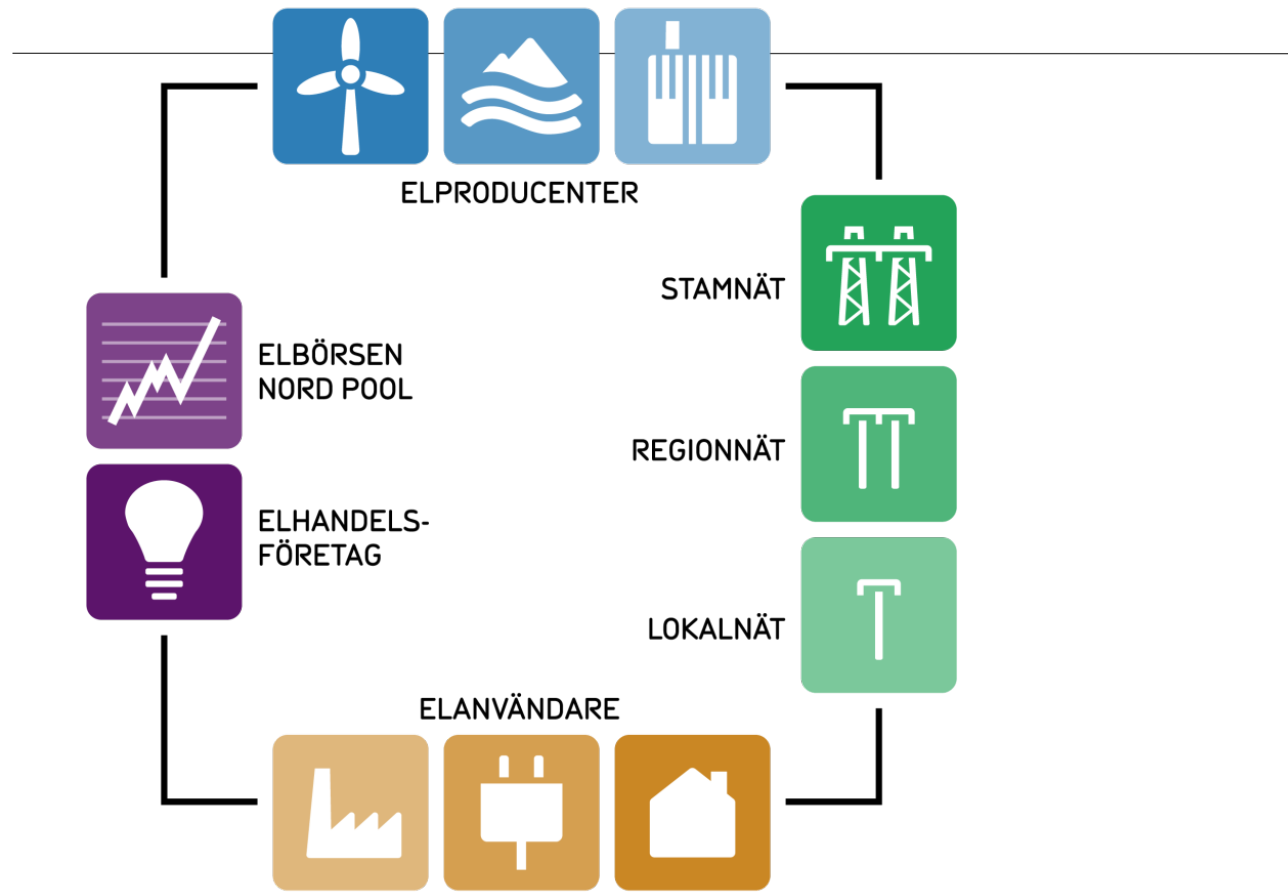 ELPRODUCENTER
STAMNÄT
ELBÖRSEN
NORD POOL
REGIONNÄT
ELHANDELS-
FÖRETAG
LOKALNÄT
ELANVÄNDARE